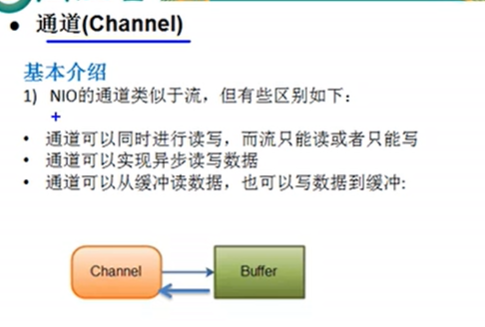 • 通道(Channel)
基本介绍
1) NIO的通道类似于流，但有些区别如下：
• 通道可以同时进行读写，而流只能读或者只能写
• 通道可以实现异步读写数据
• 通道可以从缓冲读数据，也可以写数据到缓冲:
Channel
Buffer